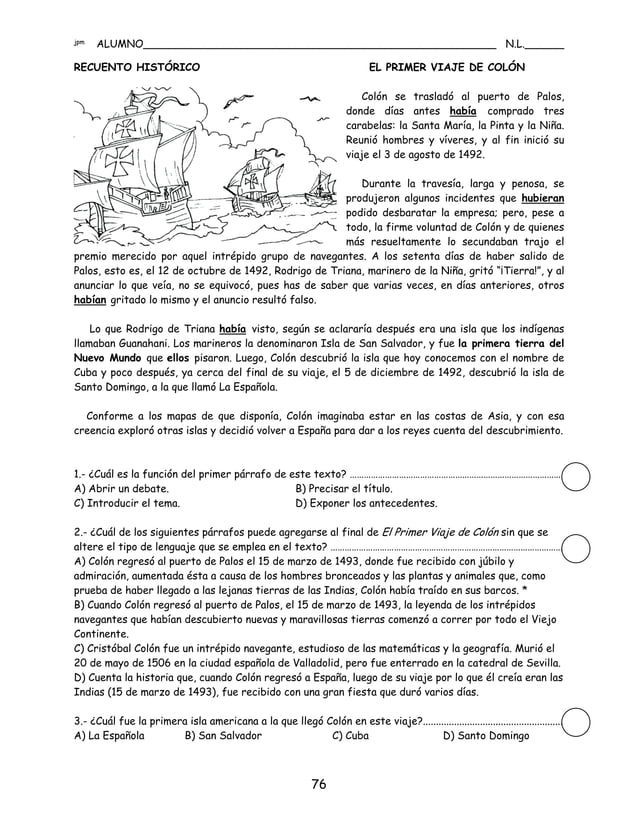 jpm ALUMNO______________________________________________________ N.L.______
RECUENTO HISTÓRICO EL PRIMER VIAJE DE COLÓN
Colón se trasladó al puerto de Palos,
donde días antes había comprado tres
carabelas: la Santa María, la Pinta y la Niña.
Reunió hombres y víveres, y al fin inició su
viaje el 3 de agosto de 1492.
Durante la travesía, larga y penosa, se
produjeron algunos incidentes que hubieran
podido desbaratar la empresa; pero, pese a
todo, la firme voluntad de Colón y de quienes
más resueltamente lo secundaban trajo el
premio merecido por aquel intrépido grupo de navegantes. A los setenta días de haber salido de
Palos, esto es, el 12 de octubre de 1492, Rodrigo de Triana, marinero de la Niña, gritó “¡Tierra!”, y al
anunciar lo que veía, no se equivocó, pues has de saber que varias veces, en días anteriores, otros
habían gritado lo mismo y el anuncio resultó falso.
Lo que Rodrigo de Triana había visto, según se aclararía después era una isla que los indígenas
llamaban Guanahani. Los marineros la denominaron Isla de San Salvador, y fue la primera tierra del
Nuevo Mundo que ellos pisaron. Luego, Colón descubrió la isla que hoy conocemos con el nombre de
Cuba y poco después, ya cerca del final de su viaje, el 5 de diciembre de 1492, descubrió la isla de
Santo Domingo, a la que llamó La Española.
Conforme a los mapas de que disponía, Colón imaginaba estar en las costas de Asia, y con esa
creencia exploró otras islas y decidió volver a España para dar a los reyes cuenta del descubrimiento.
1.- ¿Cuál es la función del primer párrafo de este texto? ........................................................................
A) Abrir un debate. B) Precisar el título.
C) Introducir el tema. D) Exponer los antecedentes.
2.- ¿Cuál de los siguientes párrafos puede agregarse al final de El Primer Viaje de Colón sin que se
altere el tipo de lenguaje que se emplea en el texto? ........................................................................
A) Colón regresó al puerto de Palos el 15 de marzo de 1493, donde fue recibido con júbilo y
admiración, aumentada ésta a causa de los hombres bronceados y las plantas y animales que, como
prueba de haber llegado a las lejanas tierras de las Indias, Colón había traído en sus barcos. *
B) Cuando Colón regresó al puerto de Palos, el 15 de marzo de 1493, la leyenda de los intrépidos
navegantes que habían descubierto nuevas y maravillosas tierras comenzó a correr por todo el Viejo
Continente.
C) Cristóbal Colón fue un intrépido navegante, estudioso de las matemáticas y la geografía. Murió el
20 de mayo de 1506 en la ciudad española de Valladolid, pero fue enterrado en la catedral de Sevilla.
D) Cuenta la historia que, cuando Colón regresó a España, luego de su viaje por lo que él creía eran las
Indias (15 de marzo de 1493), fue recibido con una gran fiesta que duró varios días.
3.- ¿Cuál fue la primera isla americana a la que llegó Colón en este viaje?......................................................
A) La Española B) San Salvador C) Cuba D) Santo Domingo
76